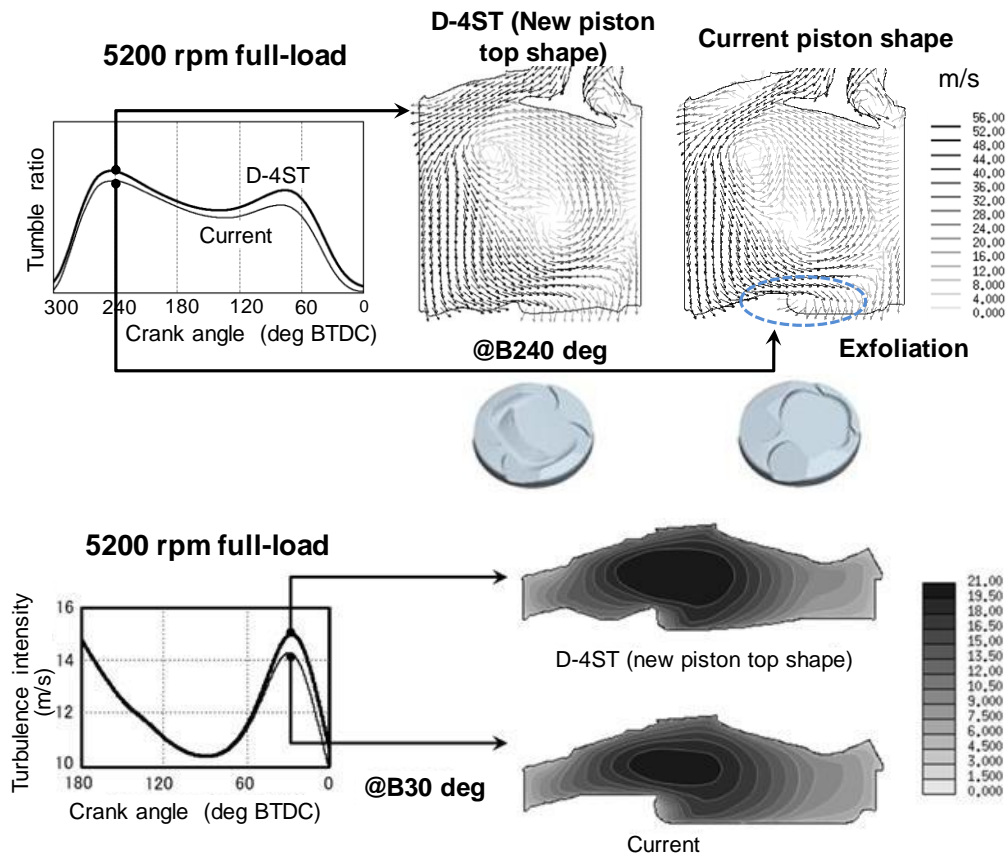 D-4ST (New piston
top shape)
Current piston shape
5200 rpm full-load
m/s
56.00
52.00
48.00
44.00
40.00
36.00
32.00
28.00
24.00
20.00
16.00
12.00
8.00
4.00
0.000
Tumble ratio
D-4ST
Current
300 240 180 120 60 0
Crank angle (deg BTDC)
@B240 deg
Exfoliation
5200 rpm full-load
Turbulence intensity
(m/s)
16
14
12
10
180 120 60 0
Crank angle (deg BTDC)
@B30 deg
D-4ST (new piston top shape)
Current
21.00
19.50
18.00
16.50
15.00
13.50
12.00
10.50
9.000
7.500
6.000
4.500
3.000
1.500
0.000